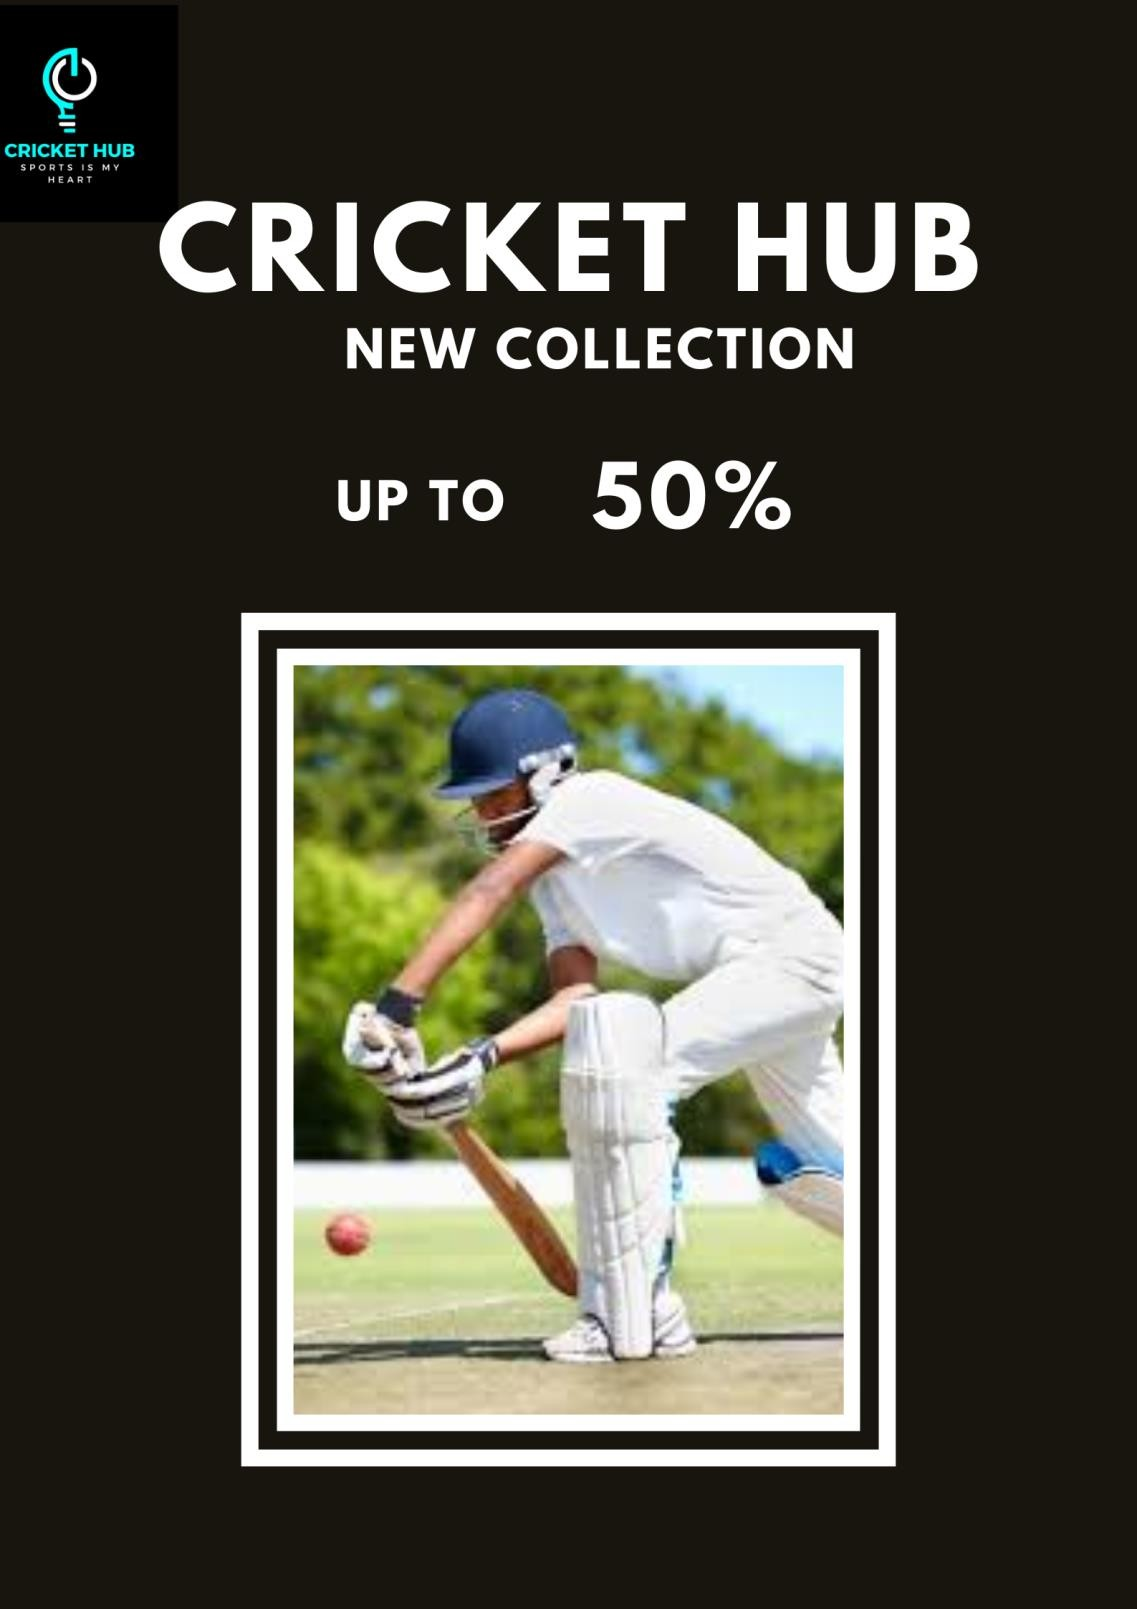 CRICKET HUB
SPORTS IS MY
HEART
CRICKET HUB
NEW COLLECTION
UP TO 50%